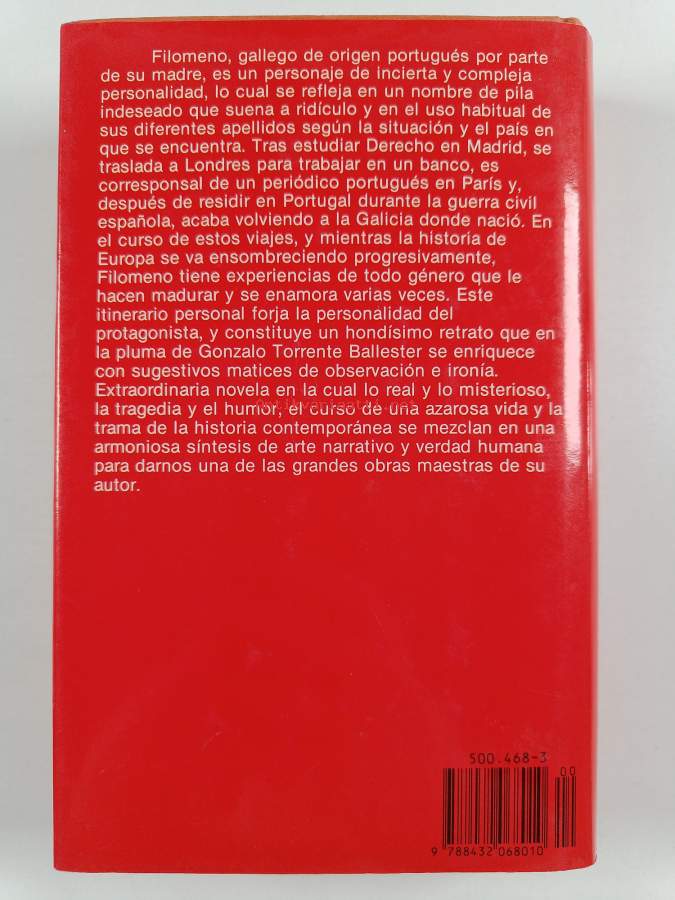 Filomeno, gallego de origen portugués por parte
de su madre, es un personaje de incierta y compleja
personalidad, lo cual se refleja en un nombre de pila
indeseado que suena a ridículo y en el uso habitual de
sus diferentes apellidos según la situación y el país en
que se encuentra. Tras estudiar Derecho en Madrid, se
traslada a Londres para trabajar en un banco, es
corresponsal de un periódico portugués en París y,
después de residir en Portugal durante la guerra civil
española, acaba volviendo a la Galicia donde nació. En
el curso de estos viajes, y mientras la historia de
Europa se va ensombreciendo progresivamente,
Filomeno tiene experiencias de todo género que le
hacen madurar y se enamora varias veces. Este
itinerario personal forja la personalidad del
protagonista, y constituye un hondísimo retrato que en
la pluma de Gonzalo Torrente Ballester se enriquece
con sugestivos matices de observación e ironía.
Extraordinaria novela en la cual lo real y lo misterioso,
la tragedia y el humor, el curso de una azarosa vida y la
trama de la historia contemporánea se mezclan en una
armoniosa síntesis de arte narrativo y verdad humana
para darnos una de las grandes obras maestras de su
autor.
500.468-3
00
9 788432 068010